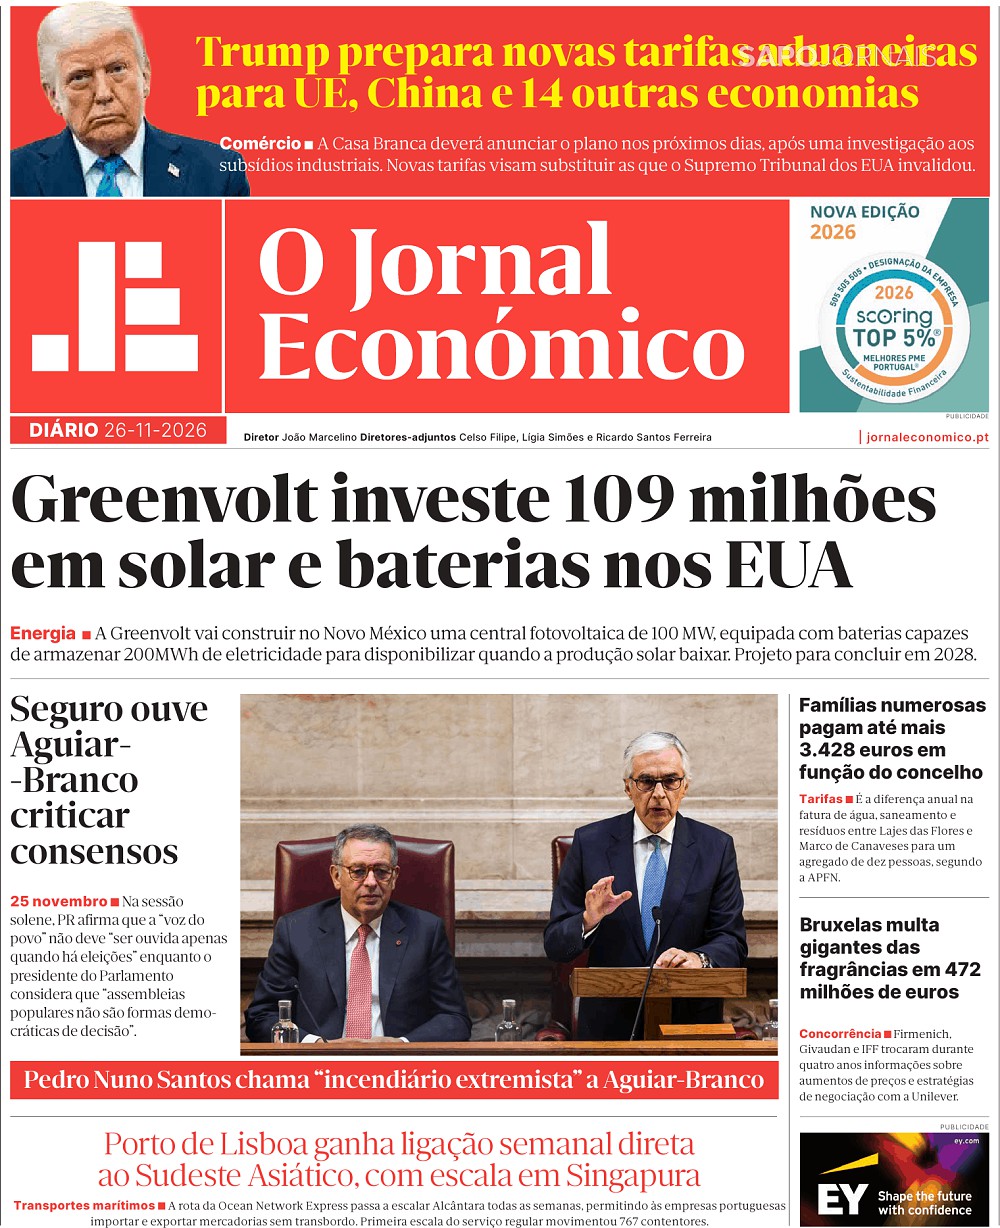 Trump prepara novas tarifas aduaneiras
SAPOJORNAIS
para UE, China e 14 outras economias
Comércio ■ A Casa Branca deverá anunciar o plano nos próximos dias, após uma investigação aos
subsídios industriais. Novas tarifas visam substituir as que o Supremo Tribunal dos EUA invalidou.
JE
O Jornal
Económico
NOVA EDIÇÃO
2026
505 505 505 • DESIGNAÇÃO DA EMPRESA
2026
scoring
TOP 5%®
MELHORES PME
PORTUGAL®
Sustentabilidade Financeira
PUBLICIDADE
DIÁRIO 26-11-2026
Diretor João Marcelino Diretores-adjuntos Celso Filipe, Lígia Simões e Ricardo Santos Ferreira
| jornaleconomico.pt
Greenvolt investe 109 milhões
em solar e baterias nos EUA
Energia ■ A Greenvolt vai construir no Novo México uma central fotovoltaica de 100 MW, equipada com baterias capazes
de armazenar 200MWh de eletricidade para disponibilizar quando a produção solar baixar. Projeto para concluir em 2028.
Seguro ouve
Aguiar-
-Branco
criticar
consensos
25 novembro ■ Na sessão
solene, PR afirma que a “voz do
povo” não deve “ser ouvida apenas
quando há eleições” enquanto o
presidente do Parlamento
considera que “assembleias
populares não são formas demo-
cráticas de decisão”.
Pedro Nuno Santos chama “incendiário extremista” a Aguiar-Branco
Porto de Lisboa ganha ligação semanal direta
ao Sudeste Asiático, com escala em Singapura
Transportes marítimos ■ A rota da Ocean Network Express passa a escalar Alcântara todas as semanas, permitindo às empresas portuguesas
importar e exportar mercadorias sem transbordo. Primeira escala do serviço regular movimentou 767 contentores.
Famílias numerosas
pagam até mais
3.428 euros em
função do concelho
Tarifas ■ É a diferença anual na
fatura de água, saneamento e
resíduos entre Lajes das Flores e
Marco de Canaveses para um
agregado de dez pessoas, segundo
a APFN.
Bruxelas multa
gigantes das
fragrâncias em 472
milhões de euros
Concorrência ■ Firmenich,
Givaudan e IFF trocaram durante
quatro anos informações sobre
aumentos de preços e estratégias
de negociação com a Unilever.
PUBLICIDADE
ey.com
EY
Shape the future
with confidence